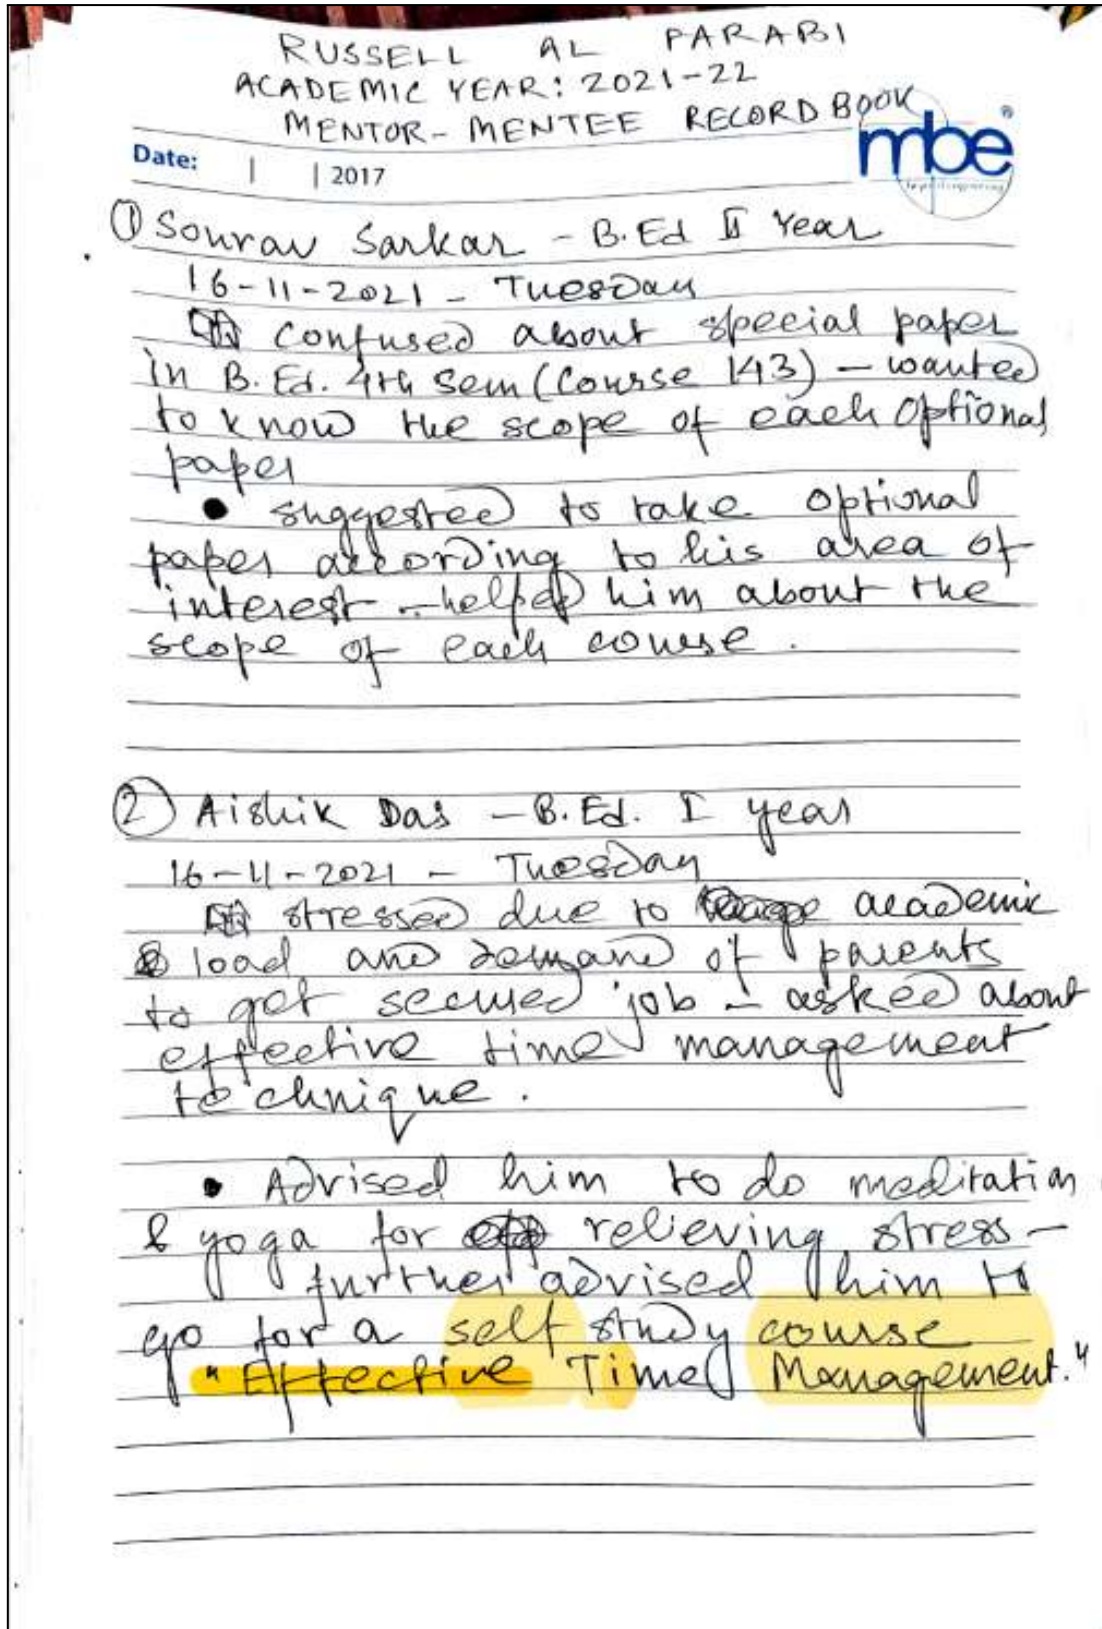 RUSSELL AL PARABI
ACADEMIC YEAR: 2021-22
MENTOR-MENTEE RECORD BOOK
mbe
Date: | | 2017
① Sourav Sarkar - B.Ed II Year
16-11-2021 - Tuesday
confused about special paper
in B.Ed. 4th Sem (Course 143) - wanted
to know the scope of each optional
paper
• suggested to take optional
paper according to his area of
interest - helped him about the
scope of each course.
② Aishik Das - B.Ed. I year
16-11-2021 - Tuesday
stressed due to academic
load and demand of parents
to get secured job - asked about
effective time management
technique.
• Advised him to do meditation
& yoga for relieving stress -
further advised him to
go for a self study course
"Effective Time Management."